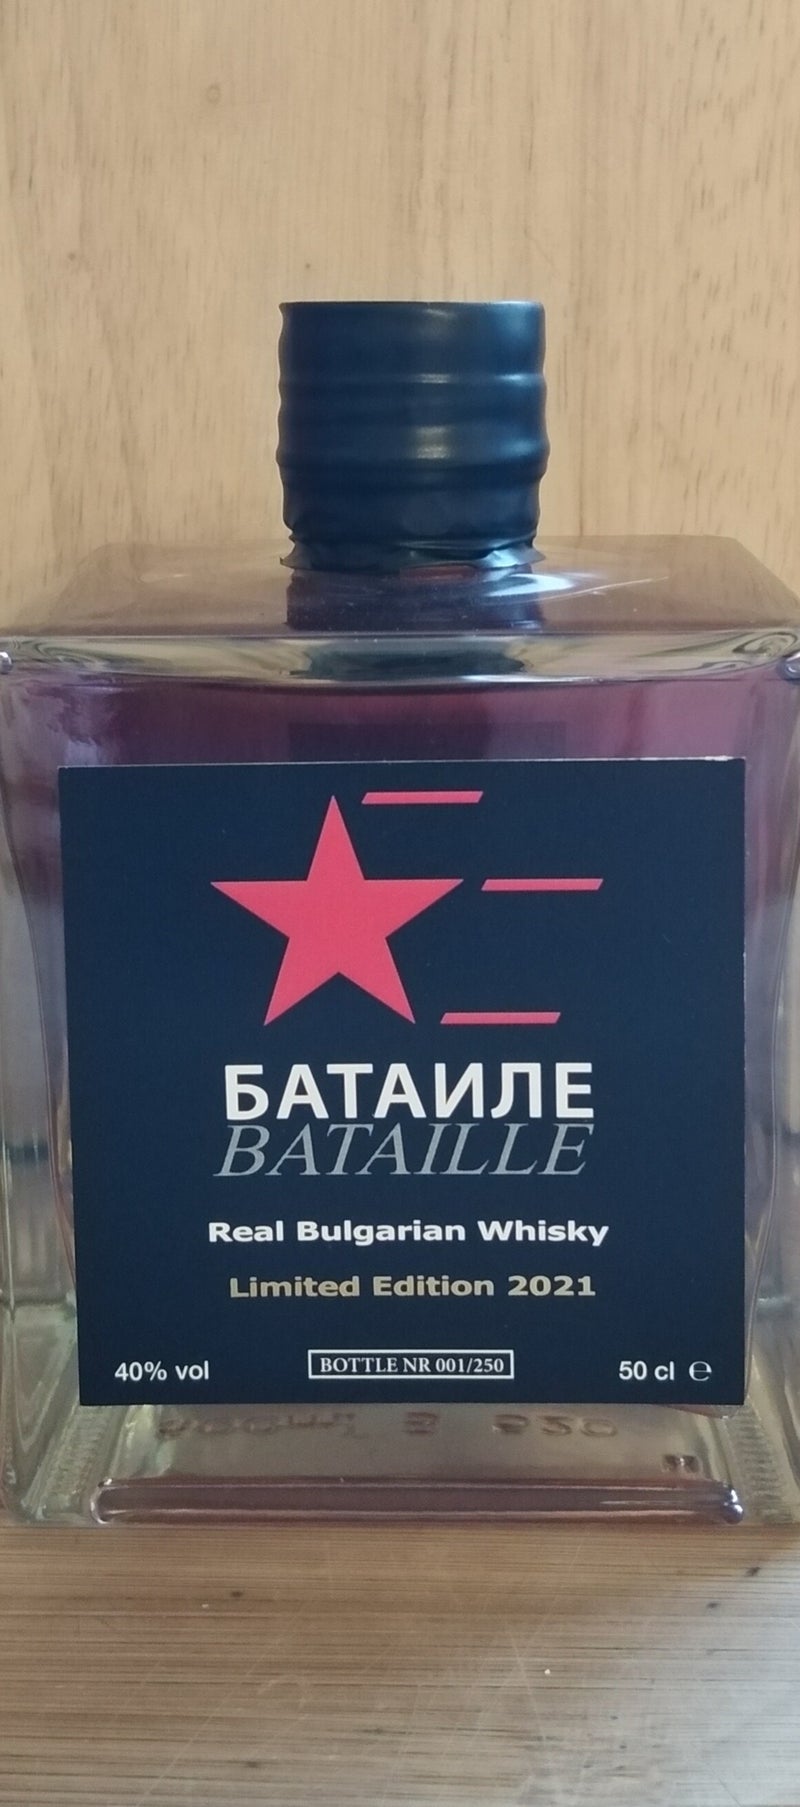 БАТАИЛЕ
BATAILLE
Real Bulgarian Whisky
Limited Edition 2021
40% vol
BOTTLE NR 001/250
50 cl ℮